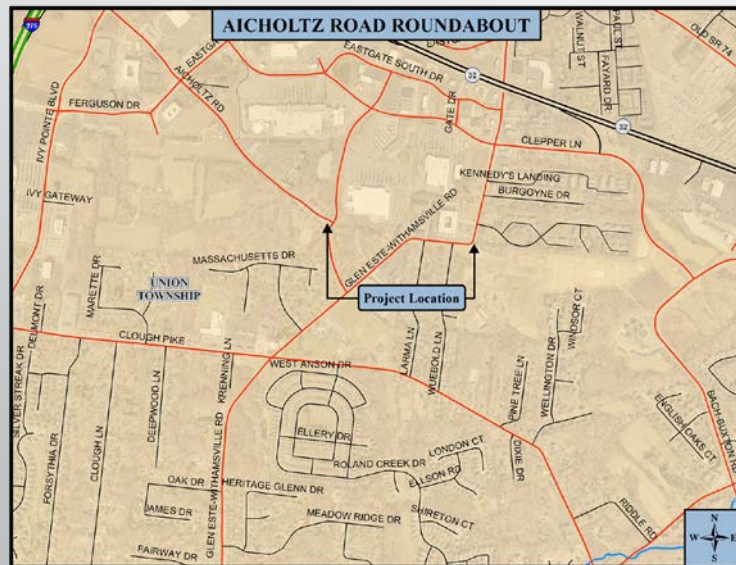 AICHOLTZ ROAD ROUNDABOUT
275
EASTGATE SOUTH DR
AICHOLTZ RD
FERGUSON DR
IVY POINTE BLVD
IVY GATEWAY
GATE DR
32
WALNUT ST
PAUL ST
FAYARD DR
OLD SR 74
32
CLEPPER LN
KENNEDY'S LANDING
BURGOYNE DR
GLEN ESTE-WITHAMSVILLE RD
MASSACHUSETTS DR
UNION
TOWNSHIP
Project Location
MARETTE DR
DELMONT DR
CLOUGH PIKE
SILVER STREAK DR
FORSYTHIA DR
CLOUGH LN
DEEPWOOD LN
KRENNING LN
WEST ANSON DR
LARMA LN
WUEBOLD LN
PINE TREE LN
WELLINGTON DR
WINDSOR CT
DIXIE DR
BACH-BUXTON RD
ENGLISH OAKS CT
RIDDLE RD
ELLERY DR
LONDON CT
ROLAND CREEK DR
ELLSON RD
OAK DR
HERITAGE GLENN DR
JAMES DR
MEADOW RIDGE DR
SHIRETON CT
FAIRWAY DR
GLEN ESTE-WITHAMSVILLE RD
N
W
E
S